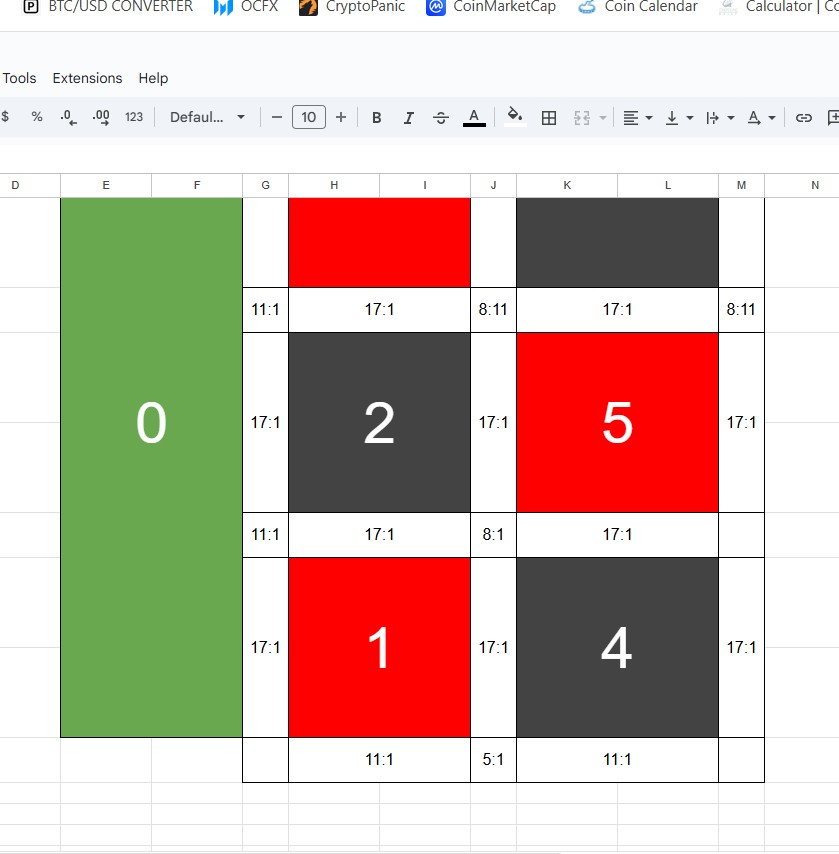 BTC/USD CONVERTER OCFX CryptoPanic CoinMarketCap Coin Calendar Calculator | Co
Tools Extensions Help
$ % .0 .00 123 Defaul... − 10 + B I S A
D E F G H I J K L M N
11:1 17:1 8:11 17:1 8:11
0 17:1 2 17:1 5 17:1
11:1 17:1 8:1 17:1
17:1 1 17:1 4 17:1
11:1 5:1 11:1